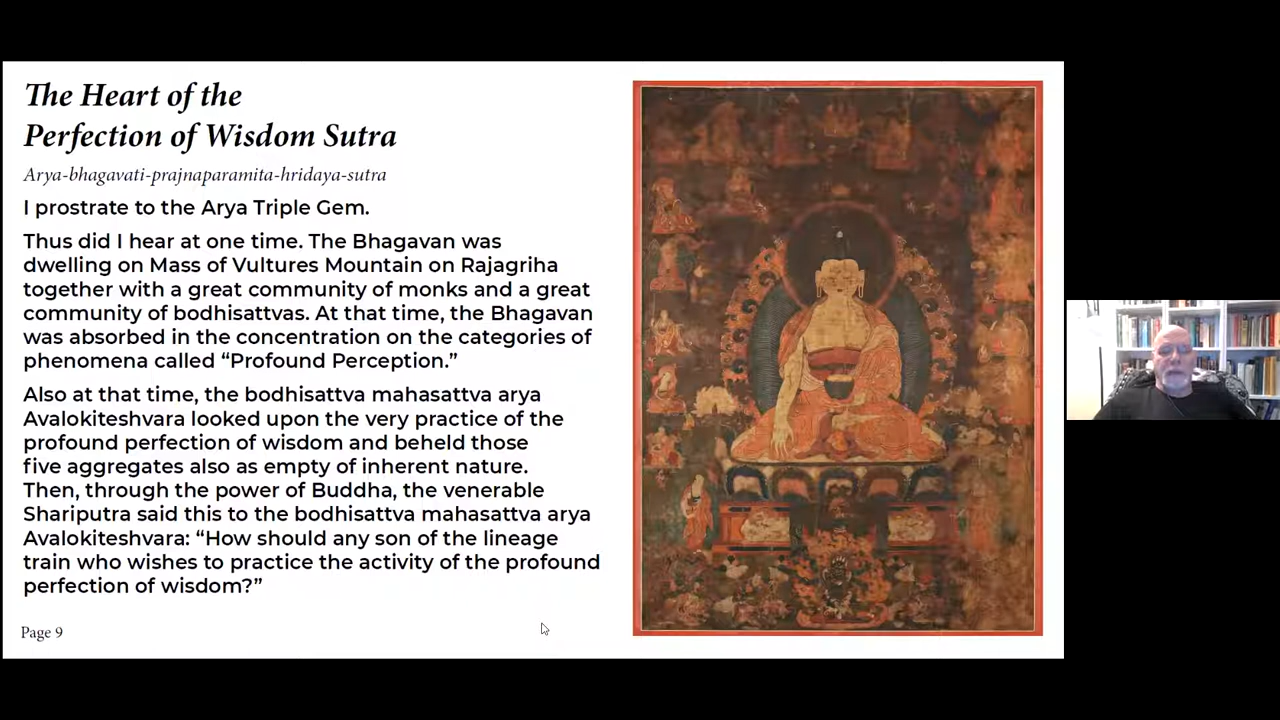 The Heart of the
Perfection of Wisdom Sutra
Arya-bhagavati-prajnaparamita-hridaya-sutra
I prostrate to the Arya Triple Gem.
Thus did I hear at one time. The Bhagavan was
dwelling on Mass of Vultures Mountain on Rajagriha
together with a great community of monks and a great
community of bodhisattvas. At that time, the Bhagavan
was absorbed in the concentration on the categories of
phenomena called “Profound Perception.”
Also at that time, the bodhisattva mahasattva arya
Avalokiteshvara looked upon the very practice of the
profound perfection of wisdom and beheld those
five aggregates also as empty of inherent nature.
Then, through the power of Buddha, the venerable
Shariputra said this to the bodhisattva mahasattva arya
Avalokiteshvara: “How should any son of the lineage
train who wishes to practice the activity of the profound
perfection of wisdom?”
Page 9